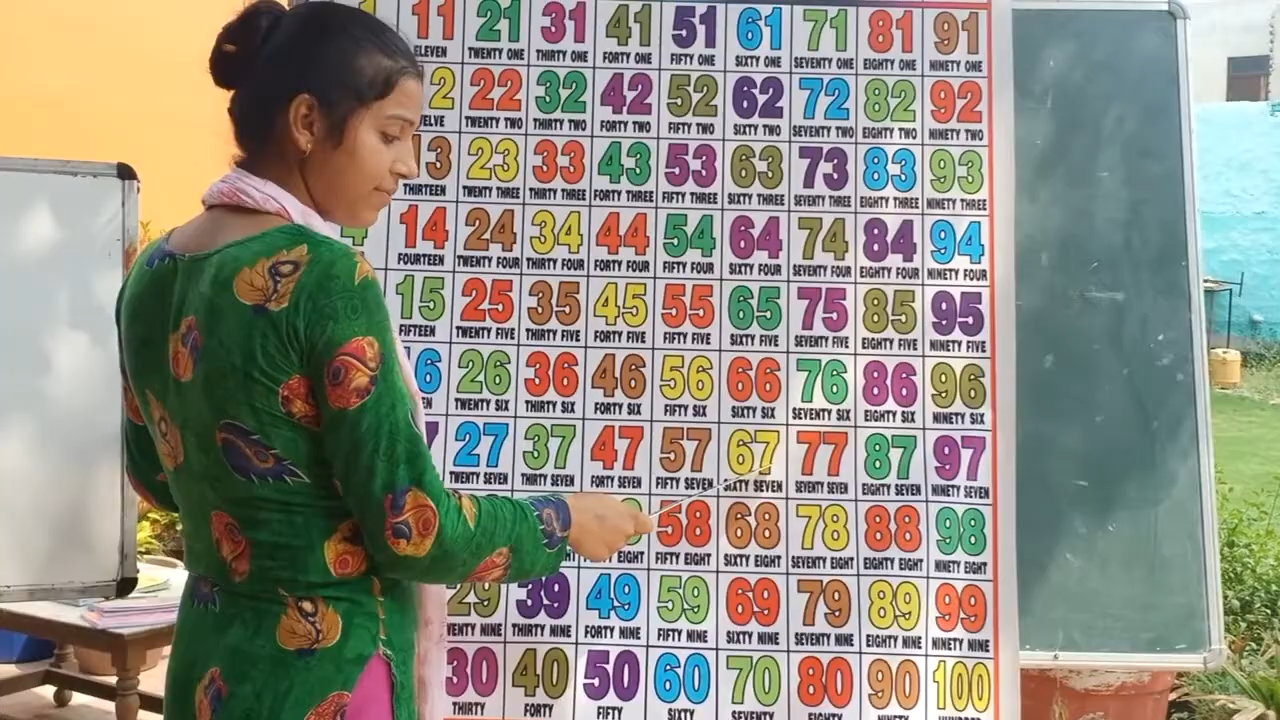 11 21 31 41 51 61 71 81 91
ELEVEN TWENTY ONE THIRTY ONE FORTY ONE FIFTY ONE SIXTY ONE SEVENTY ONE EIGHTY ONE NINETY ONE
22 32 42 52 62 72 82 92
TWENTY TWO THIRTY TWO FORTY TWO FIFTY TWO SIXTY TWO SEVENTY TWO EIGHTY TWO NINETY TWO
13 23 33 43 53 63 73 83 93
THIRTEEN TWENTY THREE THIRTY THREE FORTY THREE FIFTY THREE SIXTY THREE SEVENTY THREE EIGHTY THREE NINETY THREE
14 24 34 44 54 64 74 84 94
FOURTEEN TWENTY FOUR THIRTY FOUR FORTY FOUR FIFTY FOUR SIXTY FOUR SEVENTY FOUR EIGHTY FOUR NINETY FOUR
15 25 35 45 55 65 75 85 95
FIFTEEN TWENTY FIVE THIRTY FIVE FORTY FIVE FIFTY FIVE SIXTY FIVE SEVENTY FIVE EIGHTY FIVE NINETY FIVE
26 36 46 56 66 76 86 96
TWENTY SIX THIRTY SIX FORTY SIX FIFTY SIX SIXTY SIX SEVENTY SIX EIGHTY SIX NINETY SIX
27 37 47 57 67 77 87 97
TWENTY SEVEN THIRTY SEVEN FORTY SEVEN FIFTY SEVEN SIXTY SEVEN SEVENTY SEVEN EIGHTY SEVEN NINETY SEVEN
58 68 78 88 98
FIFTY EIGHT SIXTY EIGHT SEVENTY EIGHT EIGHTY EIGHT NINETY EIGHT
29 39 49 59 69 79 89 99
NINE THIRTY NINE FORTY NINE FIFTY NINE SIXTY NINE SEVENTY NINE EIGHTY NINE NINETY NINE
30 40 50 60 70 80 90 100
THIRTY FORTY FIFTY SIXTY SEVENTY EIGHTY NINETY HUNDRED